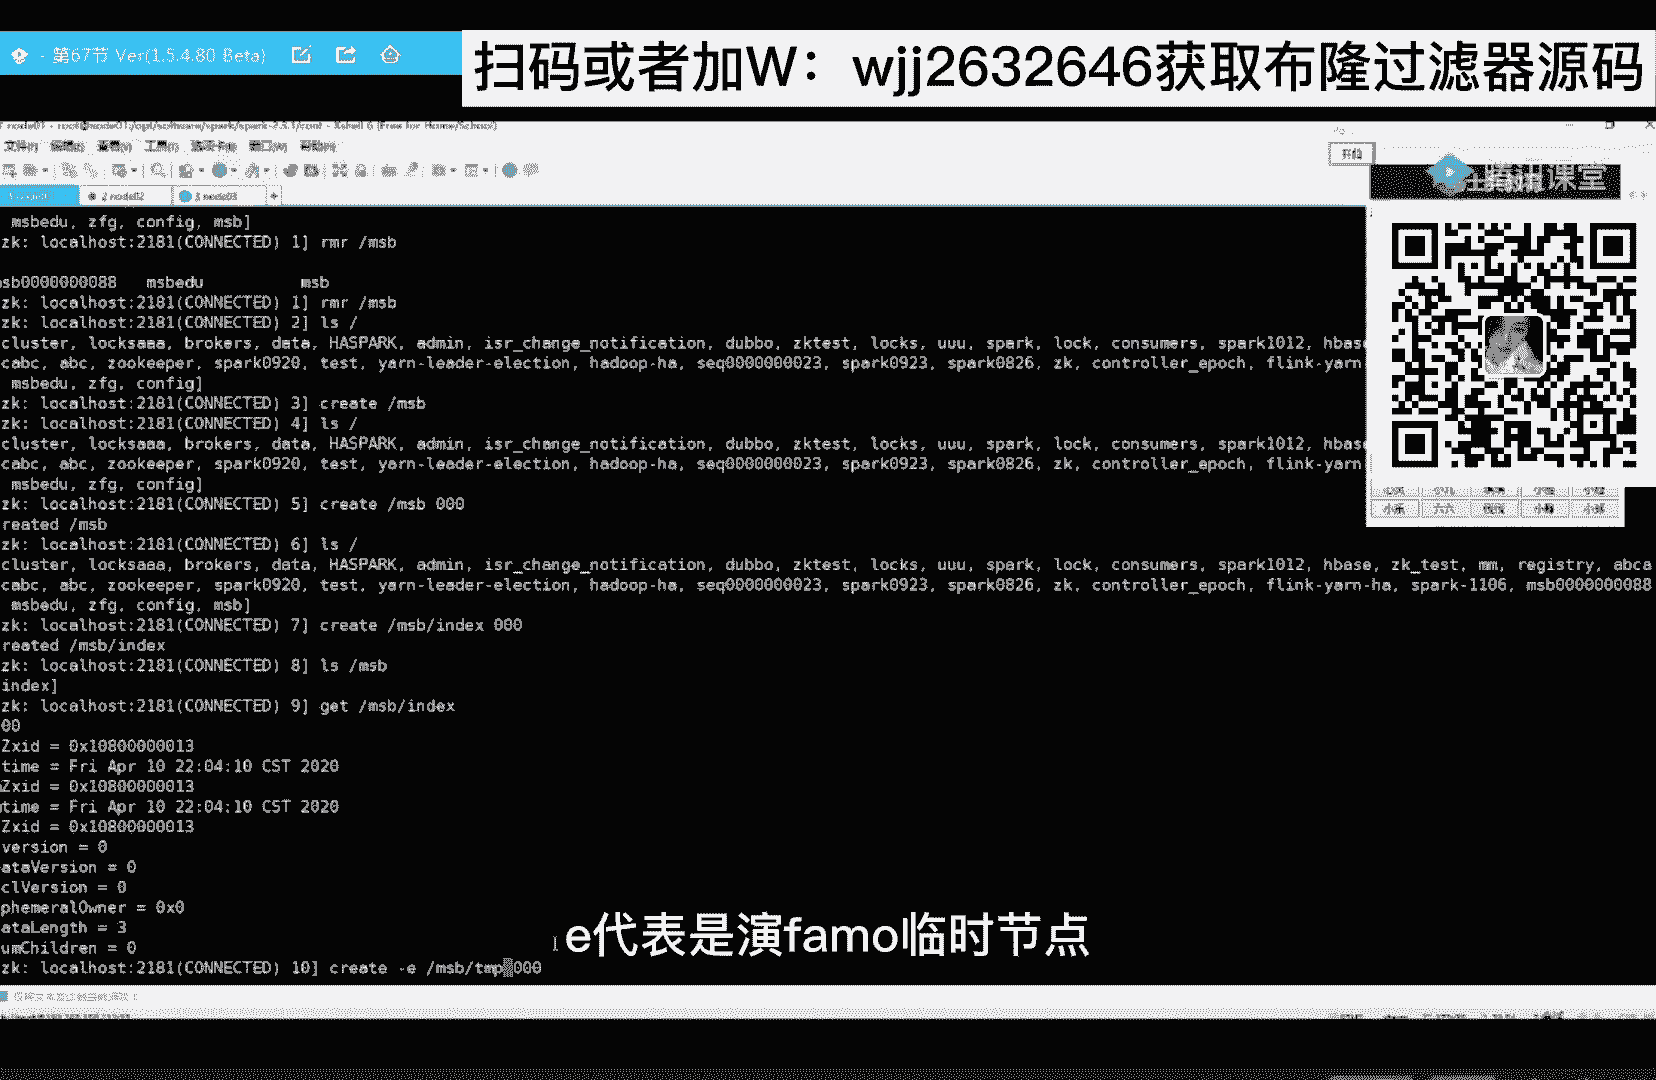 - 第67节 Ver(1.5.4.80 Beta)
扫码或者加W：wjj2632646获取布隆过滤器源码
2 node02
3 node03
+
腾讯课堂
msbedu, zfg, config, msb]
zk: localhost:2181(CONNECTED) 1] rmr /msb
sb0000000088 msbedu msb
zk: localhost:2181(CONNECTED) 1] rmr /msb
zk: localhost:2181(CONNECTED) 2] ls /
cluster, locksaaa, brokers, data, HASPARK, admin, isr_change_notification, dubbo, zktest, locks, uuu, spark, lock, consumers, spark1012, hbase
cabc, abc, zookeeper, spark0920, test, yarn-leader-election, hadoop-ha, seq0000000023, spark0923, spark0826, zk, controller_epoch, flink-yarn
msbedu, zfg, config]
zk: localhost:2181(CONNECTED) 3] create /msb
zk: localhost:2181(CONNECTED) 4] ls /
cluster, locksaaa, brokers, data, HASPARK, admin, isr_change_notification, dubbo, zktest, locks, uuu, spark, lock, consumers, spark1012, hbase
cabc, abc, zookeeper, spark0920, test, yarn-leader-election, hadoop-ha, seq0000000023, spark0923, spark0826, zk, controller_epoch, flink-yarn
msbedu, zfg, config]
zk: localhost:2181(CONNECTED) 5] create /msb 000
reated /msb
zk: localhost:2181(CONNECTED) 6] ls /
cluster, locksaaa, brokers, data, HASPARK, admin, isr_change_notification, dubbo, zktest, locks, uuu, spark, lock, consumers, spark1012, hbase, zk_test, mm, registry, abca
cabc, abc, zookeeper, spark0920, test, yarn-leader-election, hadoop-ha, seq0000000023, spark0923, spark0826, zk, controller_epoch, flink-yarn-ha, spark-1106, msb0000000088
msbedu, zfg, config, msb]
zk: localhost:2181(CONNECTED) 7] create /msb/index 000
reated /msb/index
zk: localhost:2181(CONNECTED) 8] ls /msb
index]
zk: localhost:2181(CONNECTED) 9] get /msb/index
00
Zxid = 0x10800000013
time = Fri Apr 10 22:04:10 CST 2020
Zxid = 0x10800000013
time = Fri Apr 10 22:04:10 CST 2020
Zxid = 0x10800000013
version = 0
ataVersion = 0
clVersion = 0
phemeralOwner = 0x0
ataLength = 3
umChildren = 0
zk: localhost:2181(CONNECTED) 10] create -e /msb/tmp 000
e代表是演famo临时节点